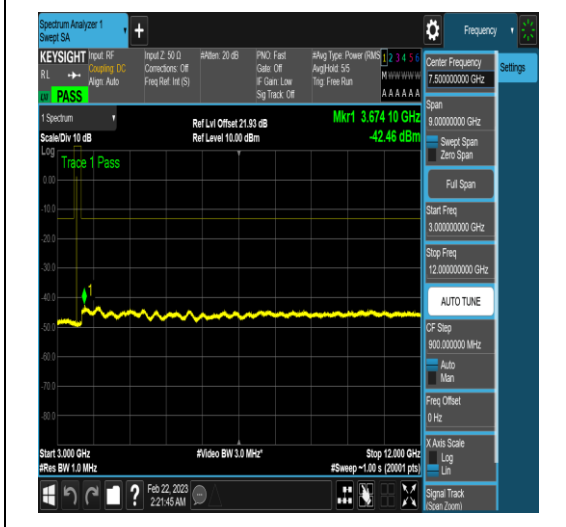 Spectrum Analyzer 1
Swept SA
Frequency
KEYSIGHT
RL
Input: RF
Coupling: DC
Align: Auto
Input Z: 50 Ω
Corrections: Off
Freq Ref: Int (S)
#Atten: 20 dB
PNO: Fast
Gate: Off
IF Gain: Low
Sig Track: Off
#Avg Type: Power (RMS)
Avg|Hold: 5/5
Trig: Free Run
1 2 3 4 5 6
M W W W W W
A A A A A A
PASS
Center Frequency
7.500000000 GHz
Settings
Span
9.00000000 GHz
Swept Span
Zero Span
Full Span
Start Freq
3.000000000 GHz
Stop Freq
12.000000000 GHz
AUTO TUNE
CF Step
900.000000 MHz
Auto
Man
Freq Offset
0 Hz
X Axis Scale
Log
Lin
Signal Track
(Span Zoom)
1 Spectrum
Scale/Div 10 dB
Ref Lvl Offset 21.93 dB
Ref Level 10.00 dBm
Mkr1 3.674 10 GHz
-42.46 dBm
Log
Trace 1 Pass
0.00
-10.0
-20.0
-30.0
-40.0
-50.0
-60.0
-70.0
-80.0
1
Start 3.000 GHz
#Res BW 1.0 MHz
#Video BW 3.0 MHz*
Stop 12.000 GHz
#Sweep ~1.00 s (20001 pts)
Feb 22, 2023
2:21:45 AM